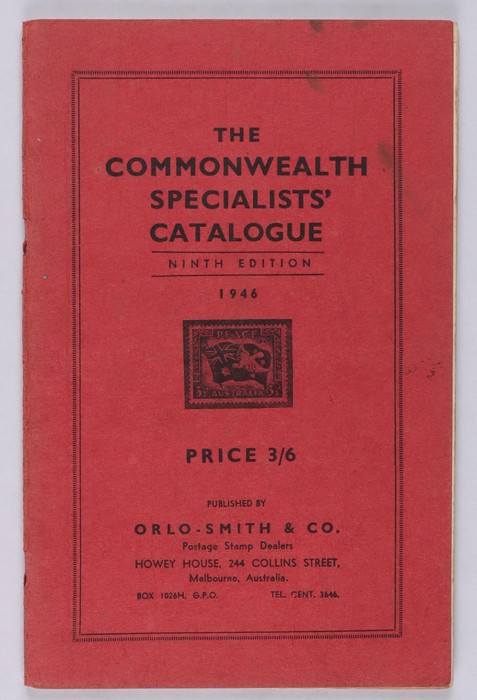 THE
COMMONWEALTH
SPECIALISTS'
CATALOGUE
NINTH EDITION
1946
PEACE
AUSTRALIA
PRICE 3/6
PUBLISHED BY
ORLO-SMITH & CO.
Postage Stamp Dealers
HOWEY HOUSE, 244 COLLINS STREET,
Melbourne, Australia.
BOX 1026H, G.P.O. TEL. CENT. 3646.